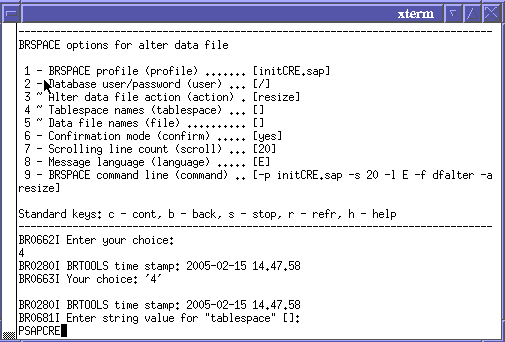 xterm
BRSPACE options for alter data file
1 - BRSPACE profile (profile) ....... [initCRE.sap]
2 - Database user/password (user) .. [/]
3 ~ Alter data file action (action) . [resize]
4 ~ Tablespace names (tablespace) ... []
5 ~ Data file names (file) .......... []
6 - Confirmation mode (confirm) ..... [yes]
7 - Scrolling line count (scroll) ... [20]
8 - Message language (language) ..... [E]
9 - BRSPACE command line (command) .. [-p initCRE.sap -s 20 -l E -f dfalter -a
resize]
Standard keys: c - cont, b - back, s - stop, r - refr, h - help
BR0662I Enter your choice:
4
BR0280I BRTOOLS time stamp: 2005-02-15 14.47.58
BR0663I Your choice: '4'
BR0280I BRTOOLS time stamp: 2005-02-15 14.47.58
BR0681I Enter string value for "tablespace" []:
PSAPCRE